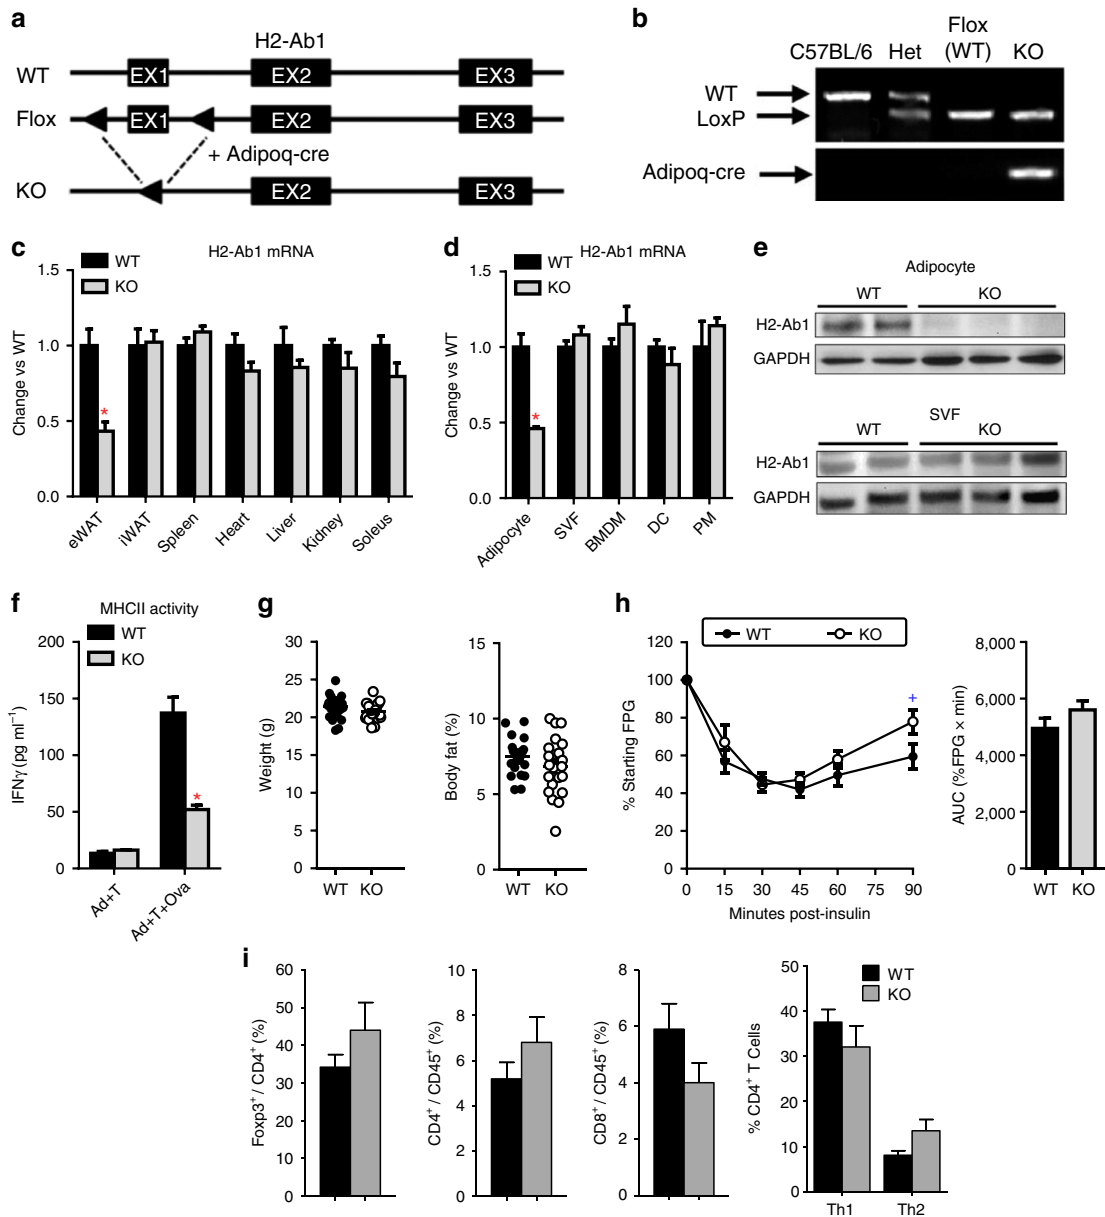 a
H2-Ab1
WT EX1 EX2 EX3
Flox EX1 EX2 EX3
+ Adipoq-cre
KO EX2 EX3
b
C57BL/6 Het Flox (WT) KO
WT
LoxP
Adipoq-cre
c
H2-Ab1 mRNA
WT
KO
Change vs WT
1.5
1.0
0.5
0.0
*
eWAT iWAT Spleen Heart Liver Kidney Soleus
d
H2-Ab1 mRNA
WT
KO
Change vs WT
1.5
1.0
0.5
0.0
*
Adipocyte SVF BMDM DC PM
e
Adipocyte
WT KO
H2-Ab1
GAPDH
SVF
WT KO
H2-Ab1
GAPDH
f
MHCII activity
WT
KO
IFNγ (pg ml⁻¹)
200
150
100
50
0
*
Ad+T Ad+T+Ova
g
Weight (g)
30
25
20
15
10
5
0
WT KO
Body fat (%)
15
10
5
0
WT KO
h
WT KO
% Starting FPG
120
100
80
60
40
20
0
+
0 15 30 45 60 75 90
Minutes post-insulin
AUC (%FPG × min)
8,000
6,000
4,000
2,000
0
WT KO
i
Foxp3⁺ / CD4⁺ (%)
60
50
40
30
20
10
0
CD4⁺ / CD45⁺ (%)
10
8
6
4
2
0
CD8⁺ / CD45⁺ (%)
8
6
4
2
0
% CD4⁺ T Cells
50
40
30
20
10
0
WT
KO
Th1 Th2